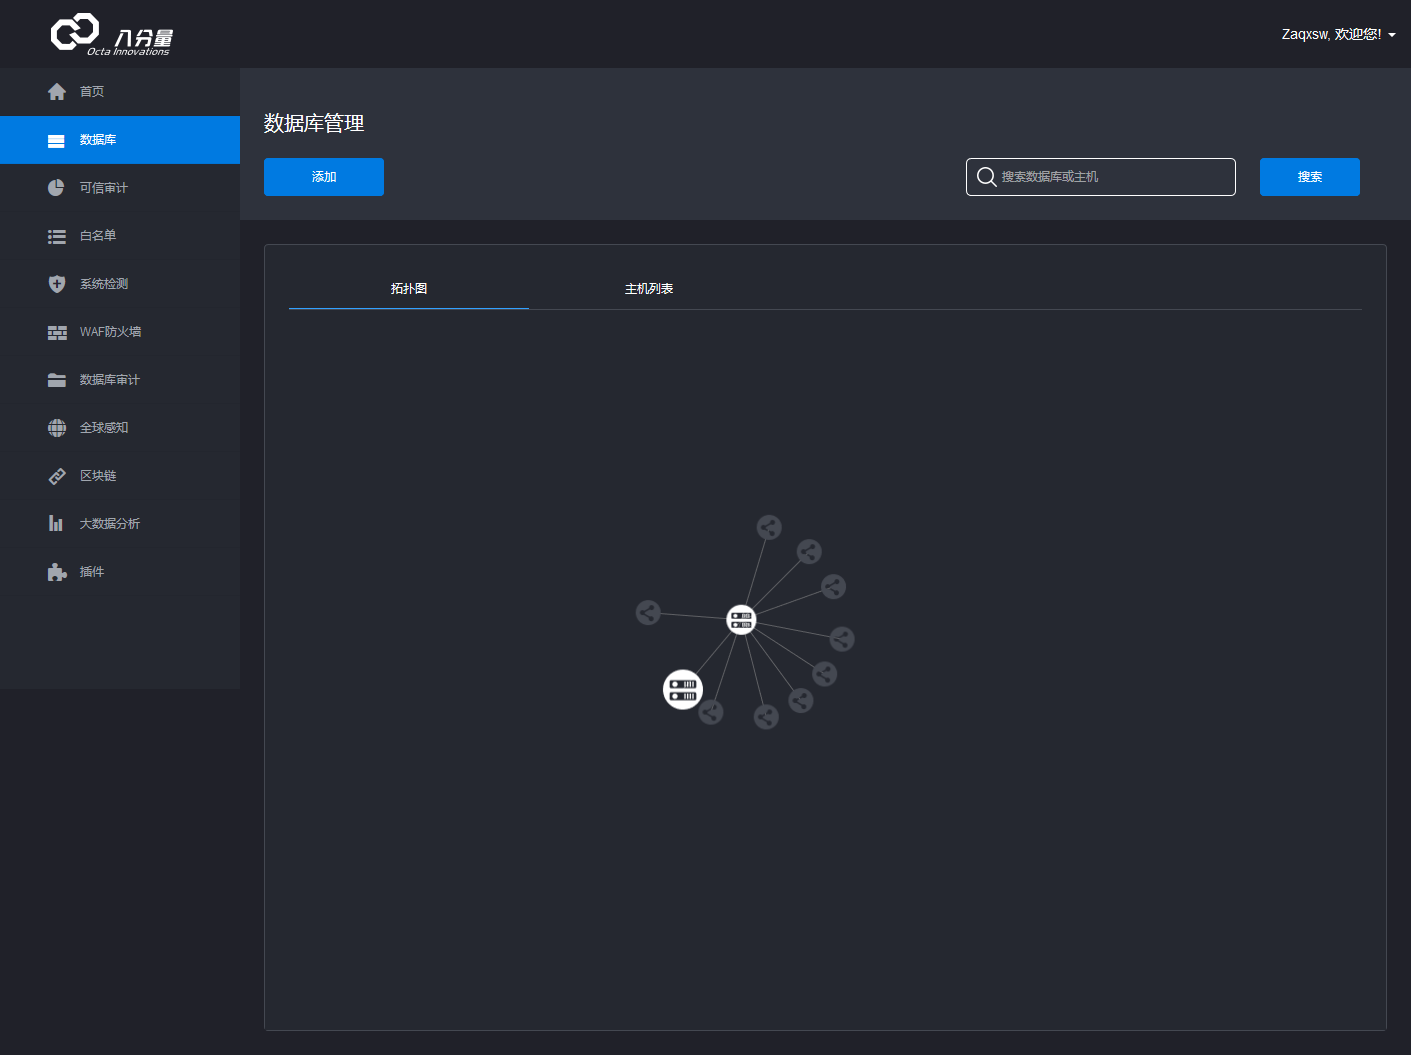 八分量
Octa Innovations
Zaqxsw, 欢迎您!
首页
数据库
可信审计
白名单
系统检测
WAF防火墙
数据库审计
全球感知
区块链
大数据分析
插件
数据库管理
添加
搜索数据库或主机
搜索
拓扑图
主机列表